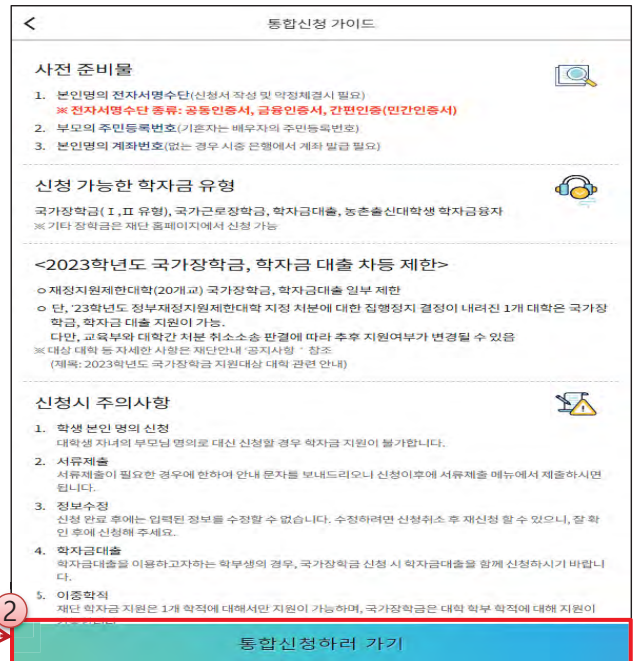 통합신청 가이드
사전 준비물
1. 본인명의 전자서명수단(신청서 작성 및 약정체결시 필요)
※ 전자서명수단 종류: 공동인증서, 금융인증서, 간편인증(민간인증서)
2. 부모의 주민등록번호(기혼자는 배우자의 주민등록번호)
3. 본인명의 계좌번호(없는 경우 시중 은행에서 계좌 발급 필요)
신청 가능한 학자금 유형
국가장학금(Ⅰ,Ⅱ 유형), 국가근로장학금, 학자금대출, 농촌출신대학생 학자금융자
※ 기타 장학금은 재단 홈페이지에서 신청 가능
<2023학년도 국가장학금, 학자금 대출 차등 제한>
ㅇ 재정지원제한대학(20개교) 국가장학금, 학자금대출 일부 제한
ㅇ 단, '23학년도 정부재정지원제한대학 지정 처분에 대한 집행정지 결정이 내려진 1개 대학은 국가장
학금, 학자금 대출 지원이 가능.
다만, 교육부와 대학간 처분 취소소송 판결에 따라 추후 지원여부가 변경될 수 있음
※ 대상 대학 등 자세한 사항은 재단안내 '공지사항 ' 창조
(제목: 2023학년도 국가장학금 지원대상 대학 관련 안내)
신청시 주의사항
1. 학생 본인 명의 신청
대학생 자녀의 부모님 명의로 대신 신청할 경우 학자금 지원이 불가합니다.
2. 서류제출
서류제출이 필요한 경우에 한하여 안내 문자를 보내드리오니 신청이후에 서류제출 메뉴에서 제출하시면
됩니다.
3. 정보수정
신청 완료 후에는 입력된 정보를 수정할 수 없습니다. 수정하려면 신청취소 후 재신청 할 수 있으니, 잘 확
인 후에 신청해 주세요.
4. 학자금대출
학자금대출을 이용하고자하는 학부생의 경우, 국가장학금 신청 시 학자금대출을 함께 신청하시기 바랍니
다.
5. 이중학적
재단 학자금 지원은 1개 학적에 대해서만 지원이 가능하며, 국가장학금은 대학 학부 학적에 대해 지원이
2
통합신청하러 가기